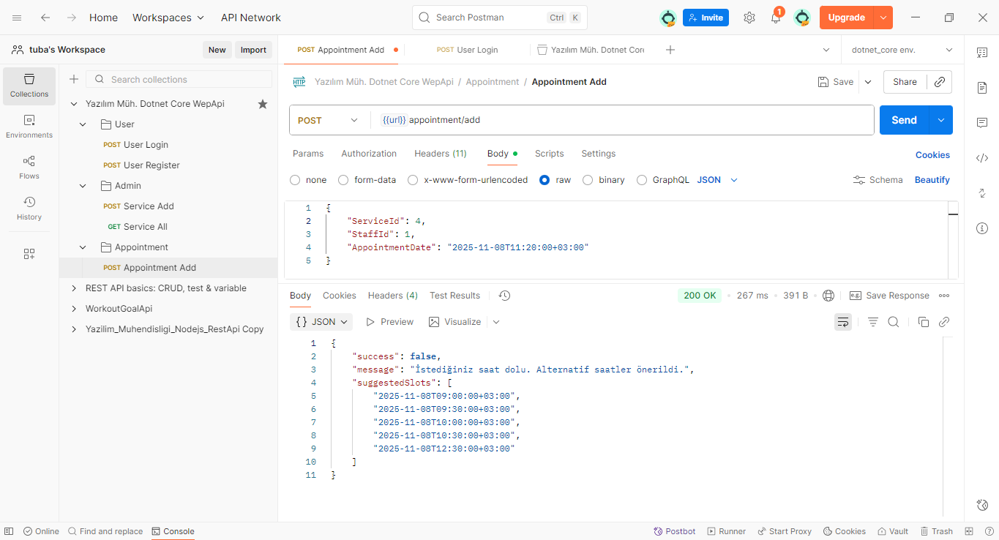 Home Workspaces API Network Search Postman Ctrl K Invite 1 Upgrade
tuba's Workspace New Import POST Appointment Add POST User Login Yazılım Müh. Dotnet Core dotnet_core env.
Collections
Environments
Flows
History
Search collections
Yazılım Müh. Dotnet Core WepApi
User
POST User Login
POST User Register
Admin
POST Service Add
GET Service All
Appointment
POST Appointment Add
REST API basics: CRUD, test & variable
WorkoutGoalApi
Yazilim_Muhendisligi_Nodejs_RestApi Copy
HTTP Yazılım Müh. Dotnet Core WepApi / Appointment / Appointment Add Save Share
POST {{url}} appointment/add Send
Params Authorization Headers (11) Body Scripts Settings Cookies
none form-data x-www-form-urlencoded raw binary GraphQL JSON Schema Beautify
1 {
2 "ServiceId": 4,
3 "StaffId": 1,
4 "AppointmentDate": "2025-11-08T11:20:00+03:00"
5 }
Body Cookies Headers (4) Test Results 200 OK • 267 ms • 391 B • e.g. Save Response
{} JSON Preview Visualize
1 {
2 "success": false,
3 "message": "İstediğiniz saat dolu. Alternatif saatler önerildi.",
4 "suggestedSlots": [
5 "2025-11-08T09:00:00+03:00",
6 "2025-11-08T09:30:00+03:00",
7 "2025-11-08T10:00:00+03:00",
8 "2025-11-08T10:30:00+03:00",
9 "2025-11-08T12:30:00+03:00"
10 ]
11 }
Online Find and replace Console Postbot Runner Start Proxy Cookies Vault Trash